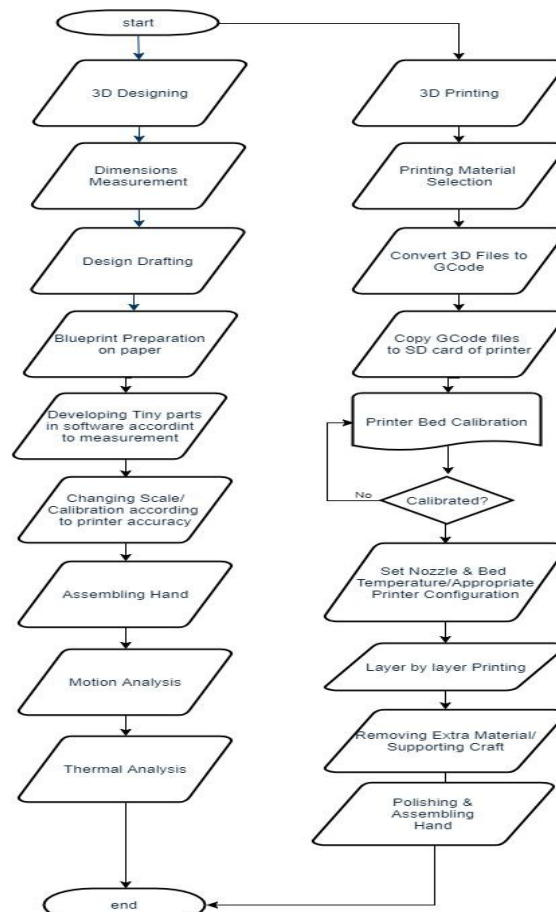 start
3D Designing
Dimensions
Measurement
Design Drafting
Blueprint Preparation
on paper
Developing Tiny parts
in software accordint
to measurement
Changing Scale/
Calibration according
to printer accuracy
Assembling Hand
Motion Analysis
Thermal Analysis
3D Printing
Printing Material
Selection
Convert 3D Files to
GCode
Copy GCode files
to SD card of printer
Printer Bed Calibration
No
Calibrated?
Set Nozzle & Bed
Temperature/Appropriate
Printer Configuration
Layer by layer Printing
Removing Extra Material/
Supporting Craft
Polishing &
Assembling
Hand
end